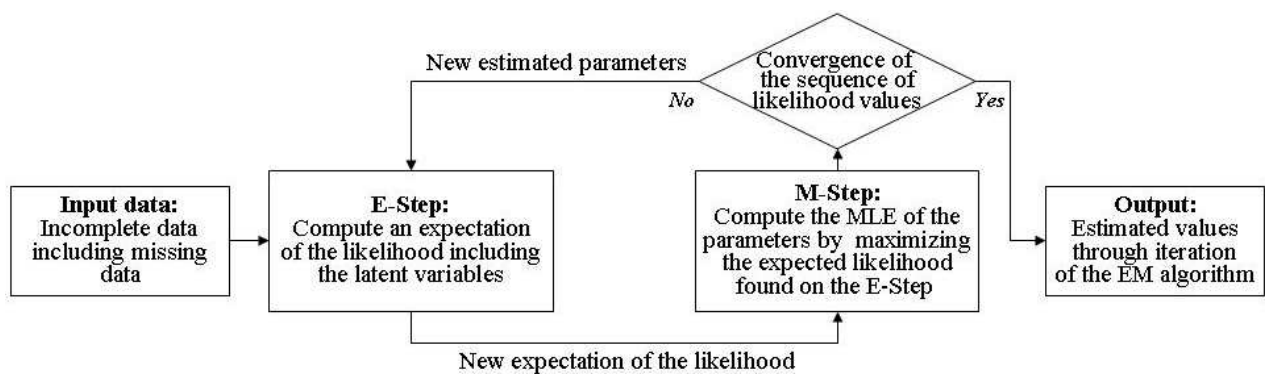 New estimated parameters
Convergence of
the sequence of
likelihood values
No
Yes
Input data:
Incomplete data
including missing
data
E-Step:
Compute an expectation
of the likelihood including
the latent variables
M-Step:
Compute the MLE of the
parameters by maximizing
the expected likelihood
found on the E-Step
Output:
Estimated values
through iteration
of the EM algorithm
New expectation of the likelihood